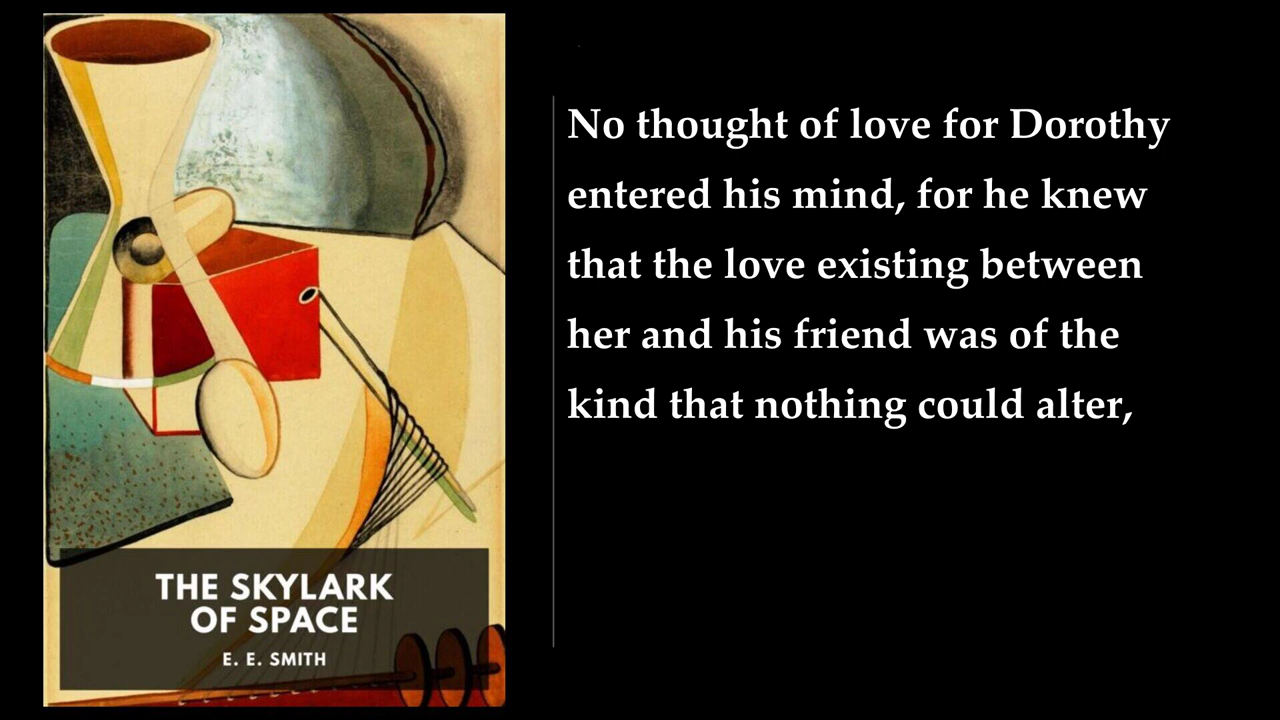 THE SKYLARK
OF SPACE
E. E. SMITH
No thought of love for Dorothy
entered his mind, for he knew
that the love existing between
her and his friend was of the
kind that nothing could alter,